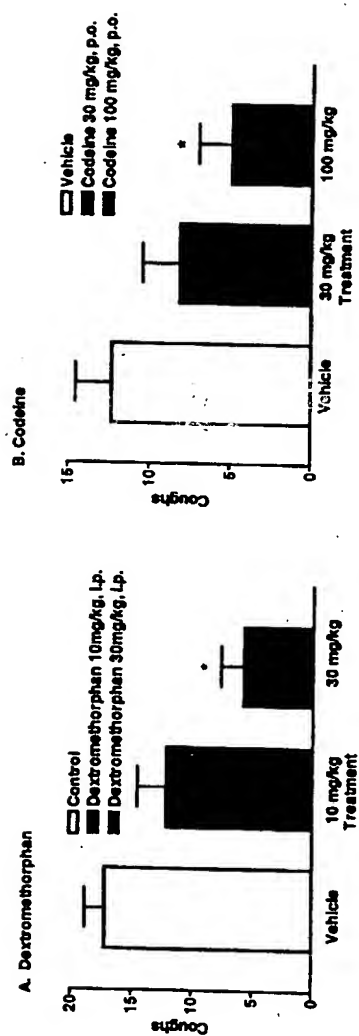 A. Dextromethorphan
Control
Dextromethorphan 10mg/kg, i.p.
Dextromethorphan 30mg/kg, i.p.
Coughs
20
15
10
5
0
Vehicle
10 mg/kg
30 mg/kg
Treatment
B. Codeine
Vehicle
Codeine 30 mg/kg, p.o.
Codeine 100 mg/kg, p.o.
Coughs
15
10
5
0
*
*
Vehicle
30 mg/kg
100 mg/kg
Treatment